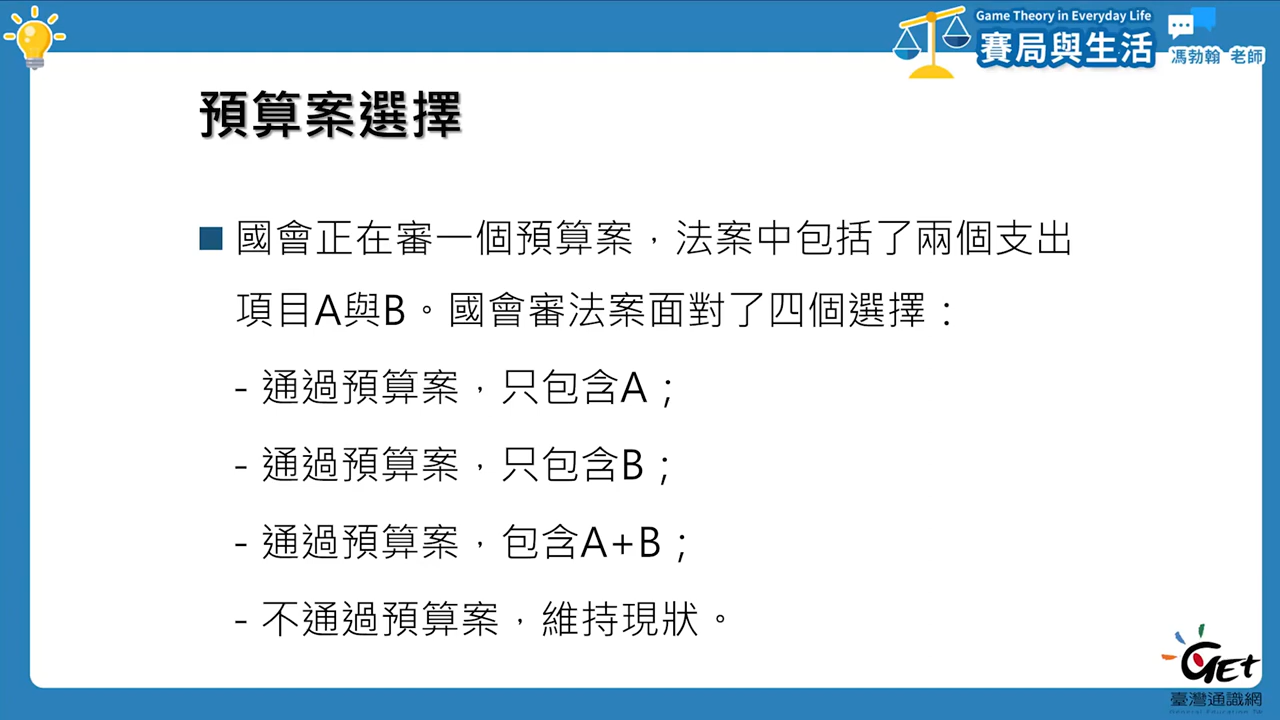 Game Theory in Everyday Life
賽局與生活
馮勃翰 老師
預算案選擇
■ 國會正在審一個預算案，法案中包括了兩個支出
項目A與B。國會審法案面對了四個選擇：
- 通過預算案，只包含A；
- 通過預算案，只包含B；
- 通過預算案，包含A+B；
- 不通過預算案，維持現狀。
GET
臺灣通識網